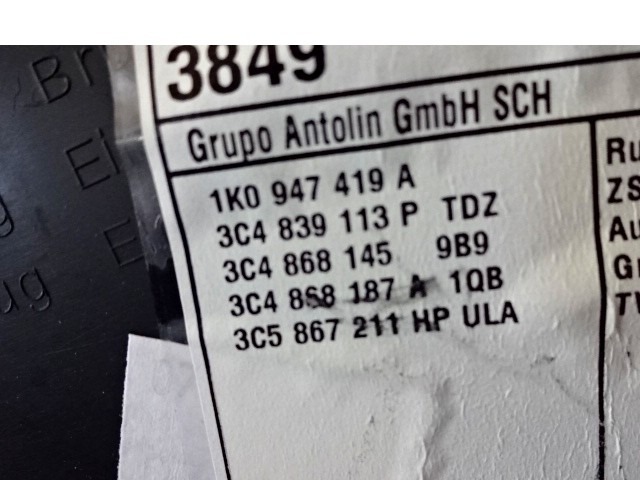 3849
Grupo Antolin GmbH SCH
1K0 947 419 A
3C4 839 113 P TDZ
3C4 868 145 9B9
3C4 868 187 A 1QB
3C5 867 211 HP ULA
Ru
ZS
Au